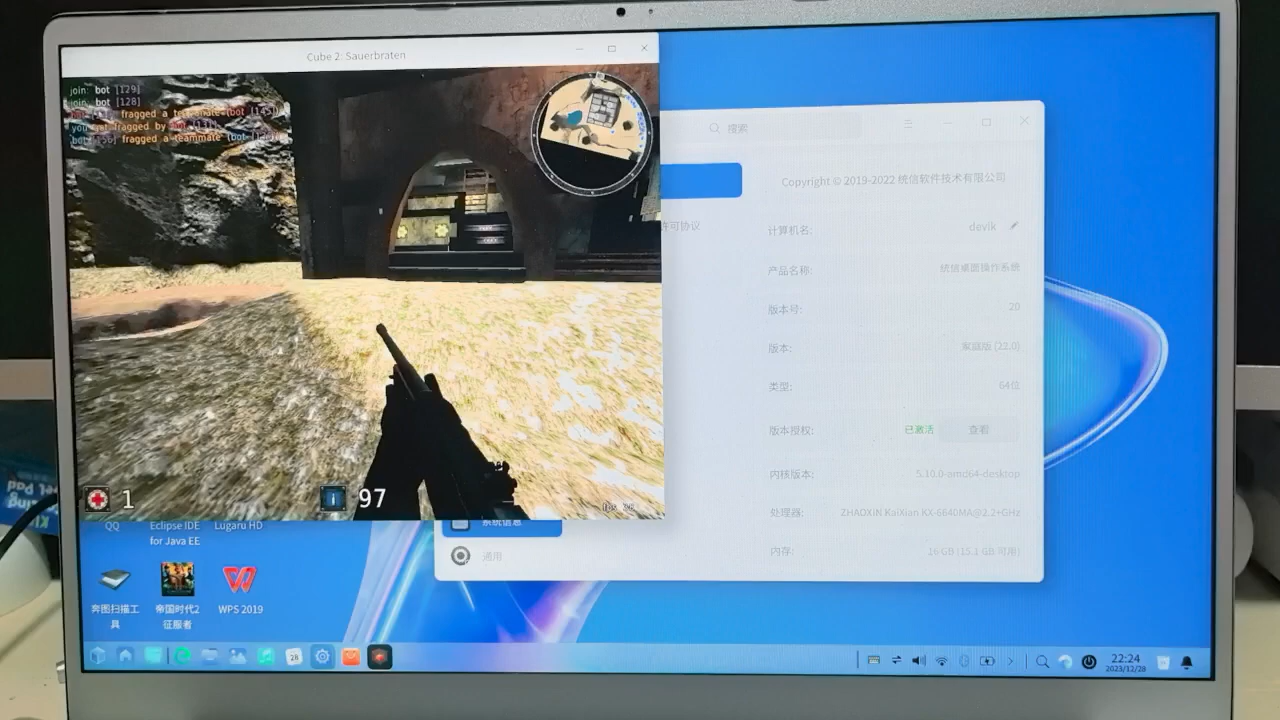 Cube 2: Sauerbraten
join: bot [129]
join: bot [128]
fragged a teammate (bot [145])
you got fragged by
bot [156] fragged a teammate (bot
1
97
搜索
Copyright © 2019-2022 统信软件技术有限公司
许可协议
计算机名: devik
产品名称: 统信桌面操作系统
版本号: 20
版本: 家庭版 (22.0)
类型: 64位
版本授权: 已激活 查看
内核版本: 5.10.0-amd64-desktop
处理器: ZHAOXIN KaiXian KX-6640MA@2.2+GHz
内存: 16 GB (15.1 GB 可用)
系统信息
通用
QQ
Eclipse IDE for Java EE
Lugaru HD
奔图扫描工具
帝国时代2 征服者
WPS 2019
28
22:24
2023/12/28